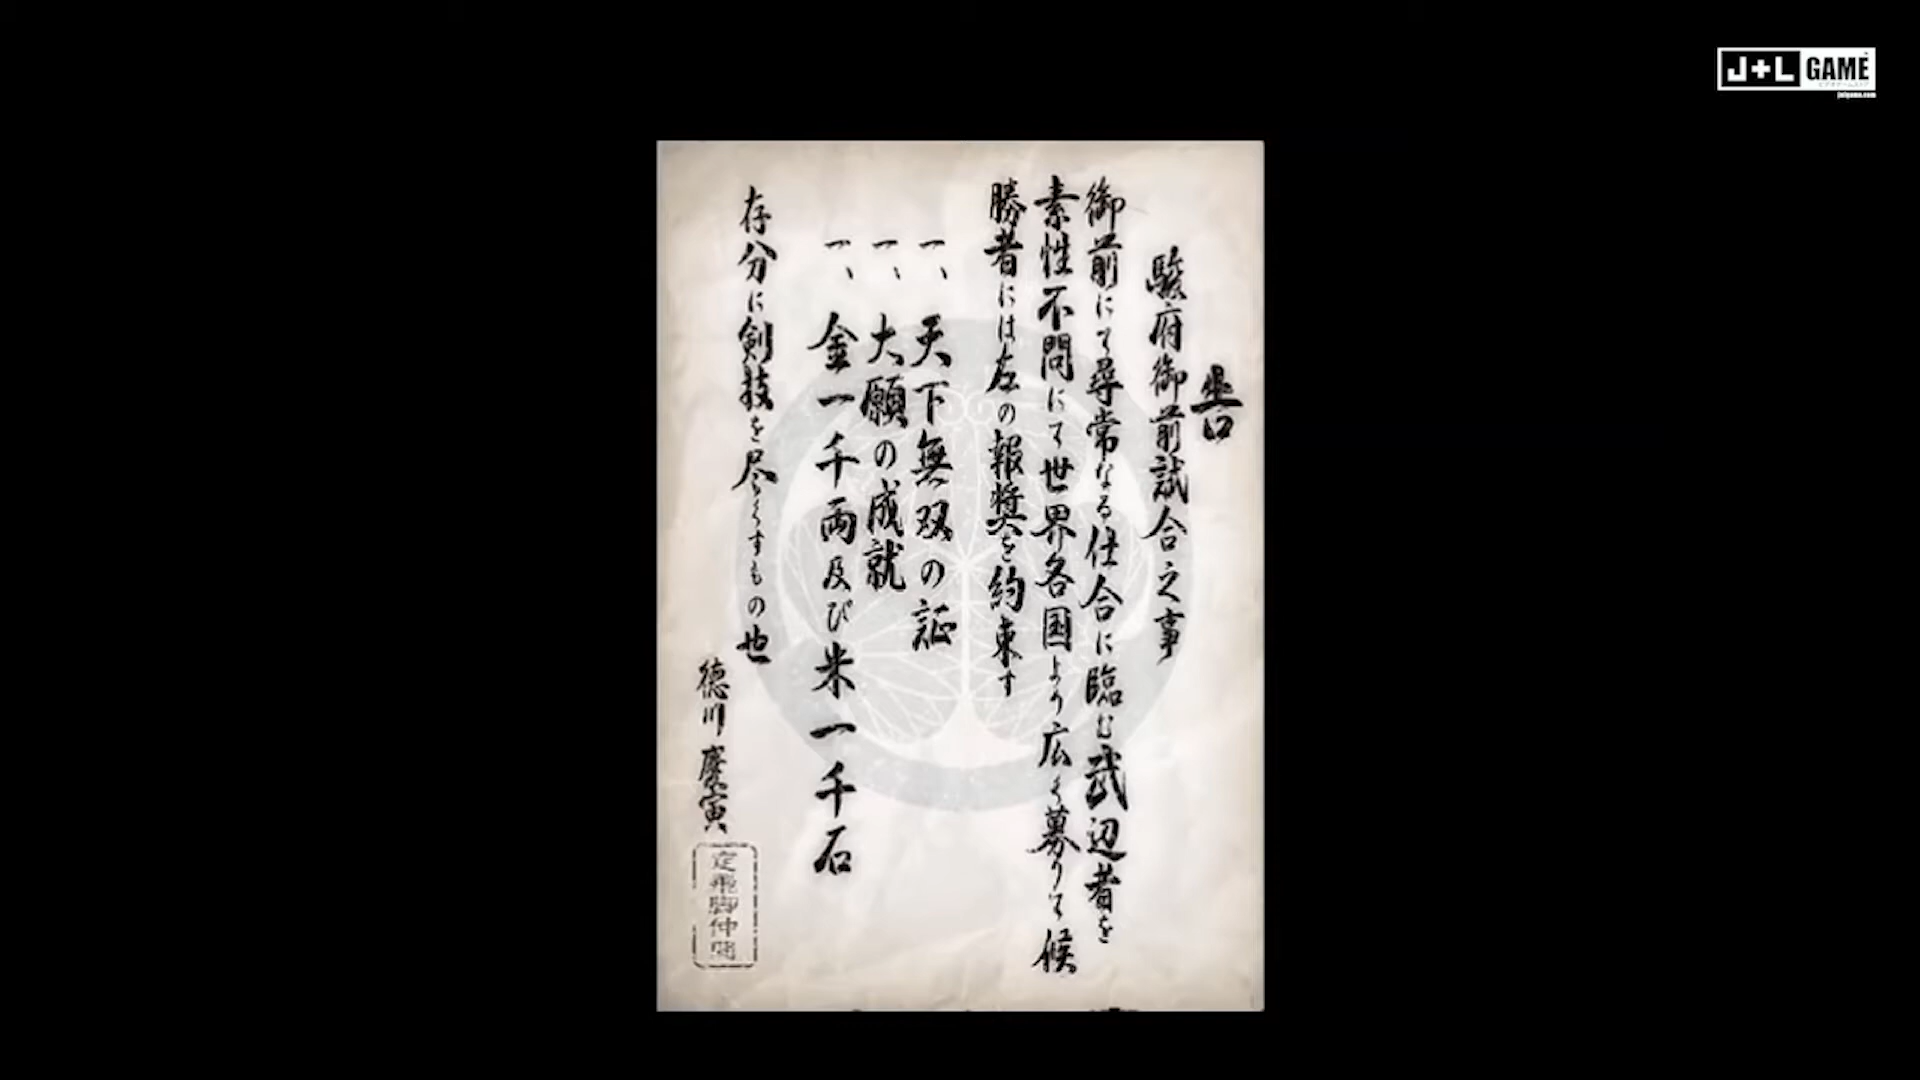 告
駿府御前試合之事
御前にて尋常なる仕合に臨む武辺者を
素性不問にて世界各国より広く募りて候
勝者には左の報奨を約束す
一、天下無双の証
一、大願の成就
一、金一千両及び米一千石
存分に剣技を尽くすもの也
徳川慶寅
定飛脚仲間
J+L GAME